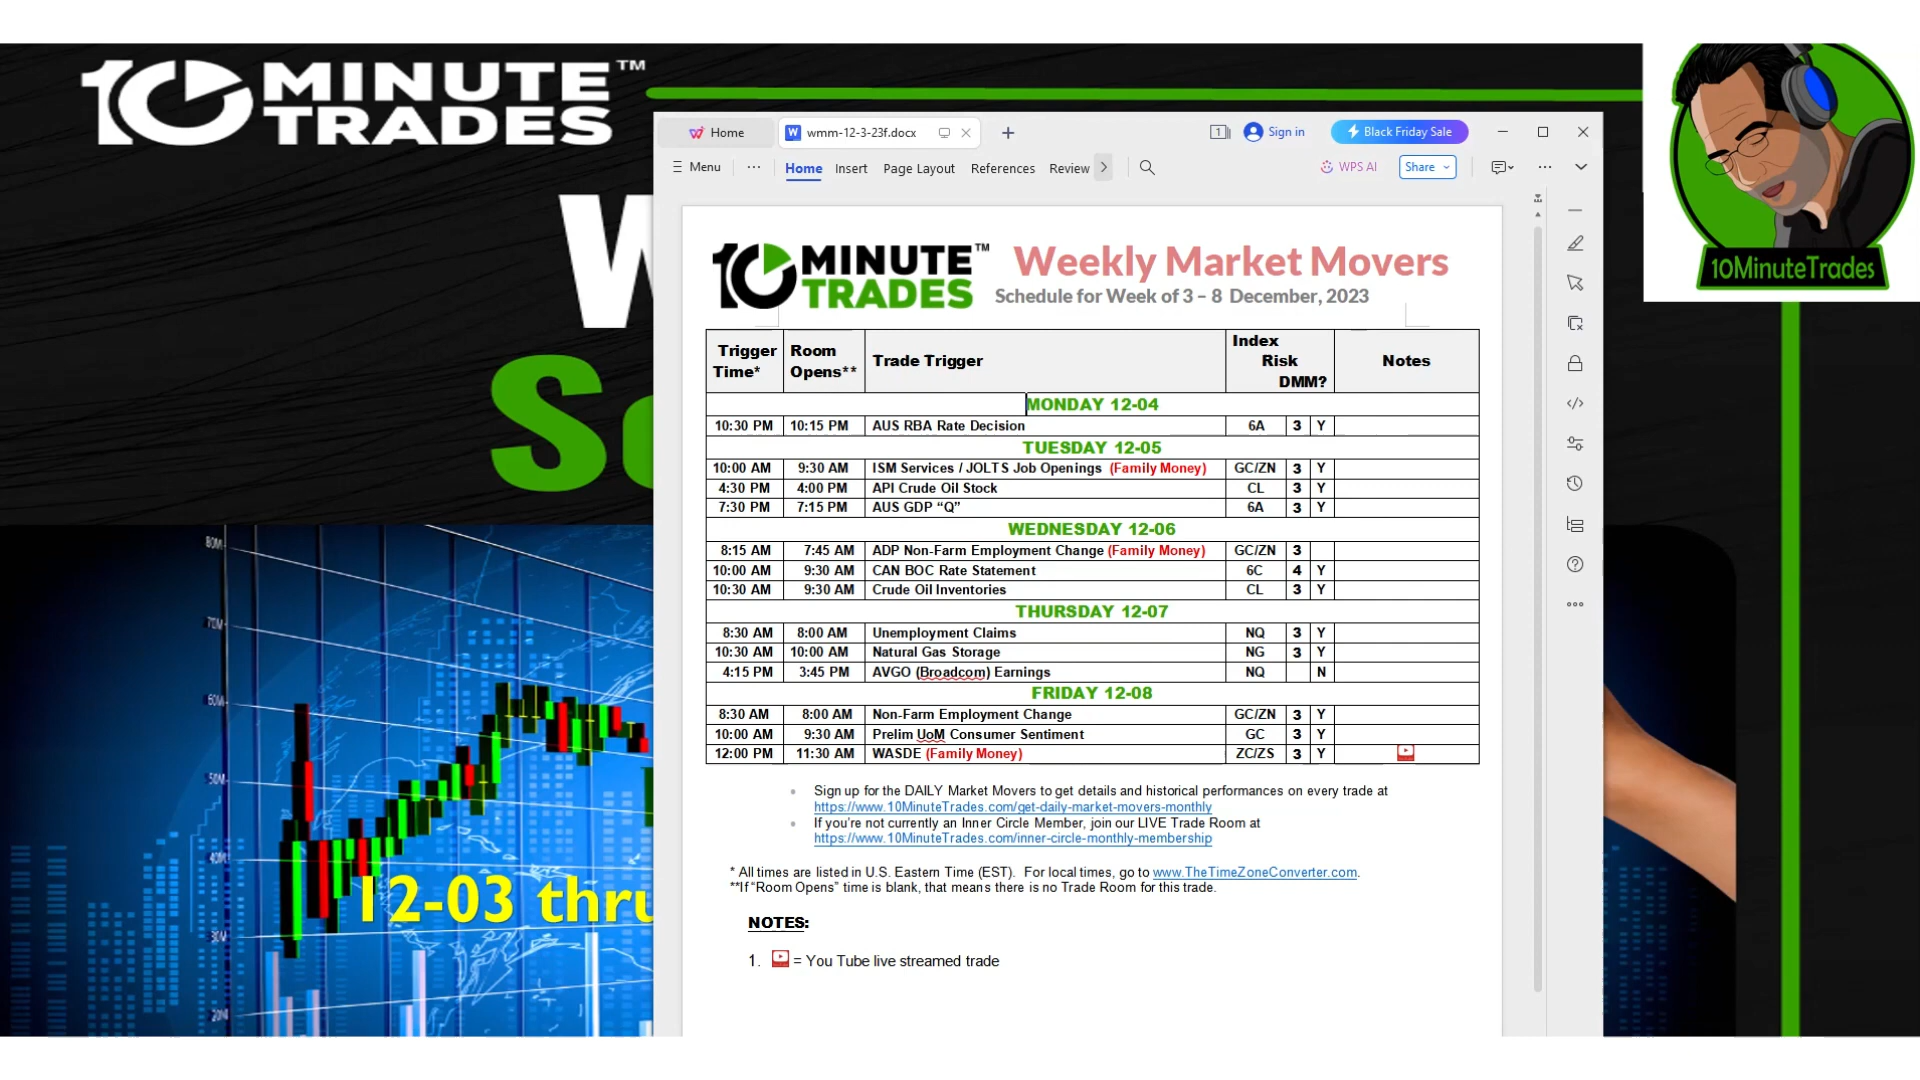 10 MINUTE TRADES™
W
S
12-03 thru
80M
70M
60M
50M
40M
30M
20M
10MinuteTrades
Home
wmm-12-3-23f.docx
1
Sign in
Black Friday Sale
Menu
Home Insert Page Layout References Review
WPS AI
Share
10 MINUTE TRADES™
Weekly Market Movers
Schedule for Week of 3 – 8 December, 2023
Trigger Time* Room Opens** Trade Trigger Index Risk DMM? Notes
MONDAY 12-04
10:30 PM 10:15 PM AUS RBA Rate Decision 6A 3 Y
TUESDAY 12-05
10:00 AM 9:30 AM ISM Services / JOLTS Job Openings (Family Money) GC/ZN 3 Y
4:30 PM 4:00 PM API Crude Oil Stock CL 3 Y
7:30 PM 7:15 PM AUS GDP “Q” 6A 3 Y
WEDNESDAY 12-06
8:15 AM 7:45 AM ADP Non-Farm Employment Change (Family Money) GC/ZN 3
10:00 AM 9:30 AM CAN BOC Rate Statement 6C 4 Y
10:30 AM 9:30 AM Crude Oil Inventories CL 3 Y
THURSDAY 12-07
8:30 AM 8:00 AM Unemployment Claims NQ 3 Y
10:30 AM 10:00 AM Natural Gas Storage NG 3 Y
4:15 PM 3:45 PM AVGO (Broadcom) Earnings NQ N
FRIDAY 12-08
8:30 AM 8:00 AM Non-Farm Employment Change GC/ZN 3 Y
10:00 AM 9:30 AM Prelim UoM Consumer Sentiment GC 3 Y
12:00 PM 11:30 AM WASDE (Family Money) ZC/ZS 3 Y
Sign up for the DAILY Market Movers to get details and historical performances on every trade at
https://www.10MinuteTrades.com/get-daily-market-movers-monthly
If you’re not currently an Inner Circle Member, join our LIVE Trade Room at
https://www.10MinuteTrades.com/inner-circle-monthly-membership
* All times are listed in U.S. Eastern Time (EST). For local times, go to www.TheTimeZoneConverter.com.
**If “Room Opens” time is blank, that means there is no Trade Room for this trade.
NOTES:
1. = You Tube live streamed trade